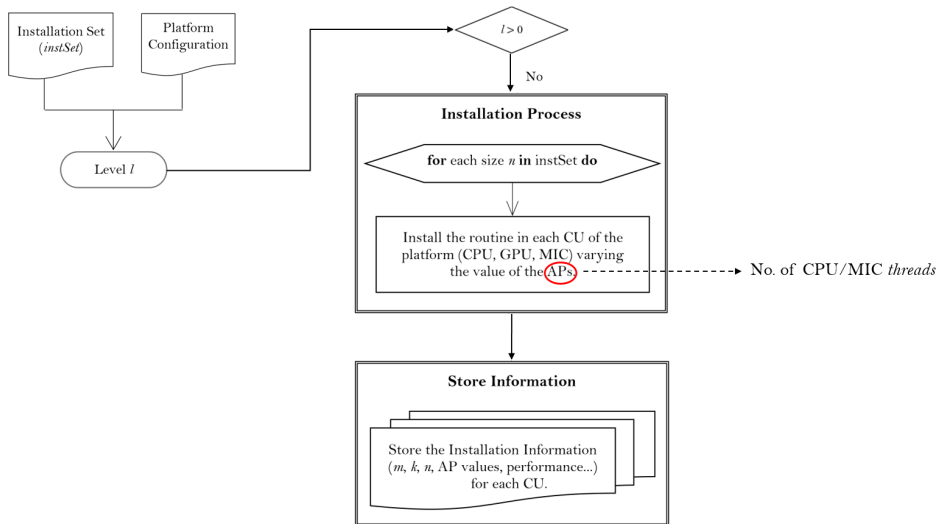 Installation Set
(instSet)
Platform
Configuration
l > 0
No
Level l
Installation Process
for each size n in instSet do
Install the routine in each CU of the
platform (CPU, GPU, MIC) varying
the value of the APs.
No. of CPU/MIC threads
Store Information
Store the Installation Information
(m, k, n, AP values, performance...)
for each CU.